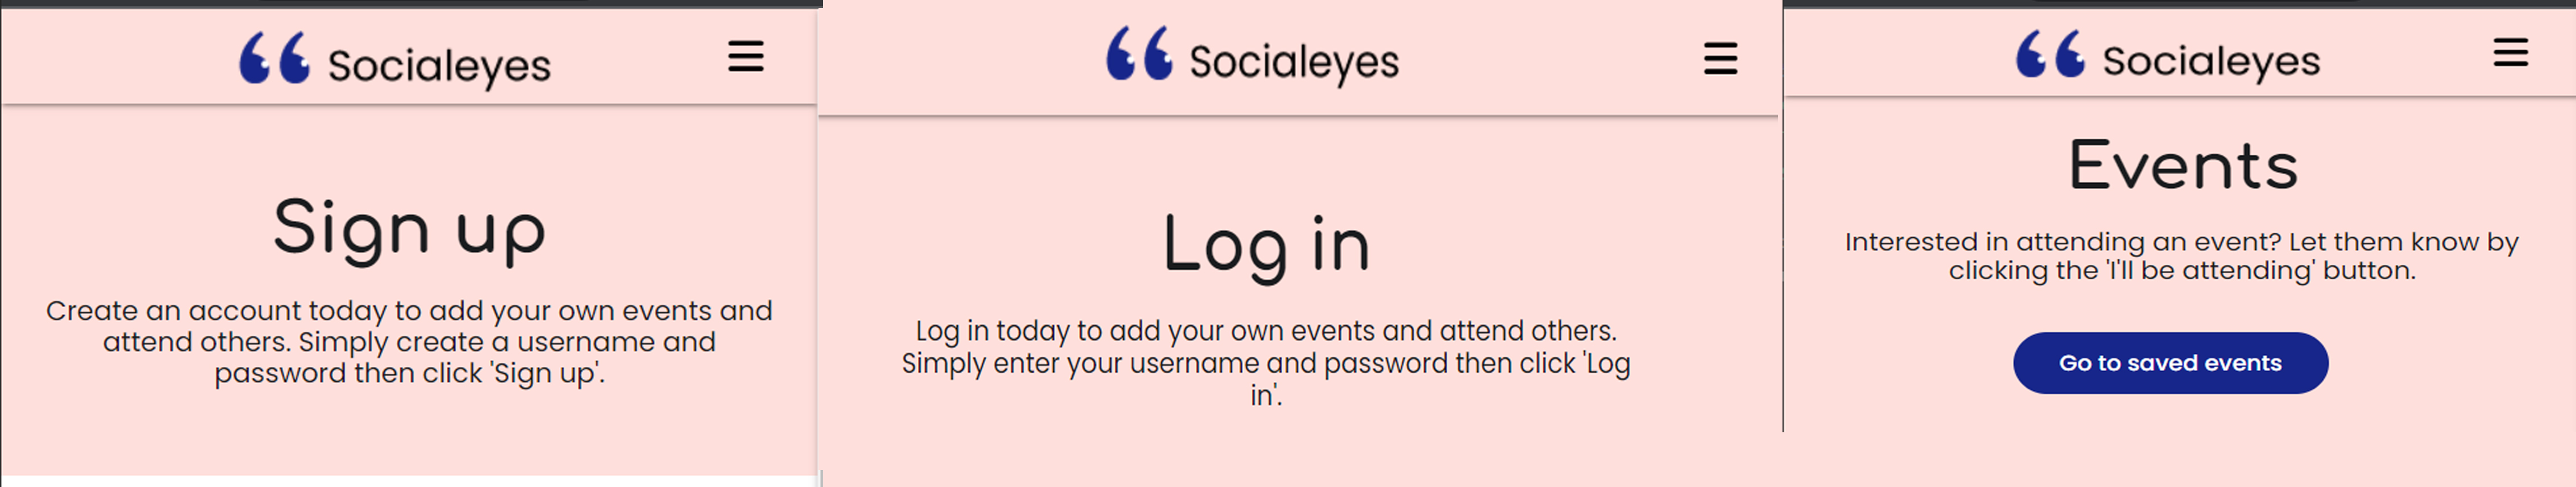 Socialeyes
Sign up
Create an account today to add your own events and
attend others. Simply create a username and
password then click 'Sign up'.
Socialeyes
Log in
Log in today to add your own events and attend others.
Simply enter your username and password then click 'Log
in'.
Socialeyes
Events
Interested in attending an event? Let them know by
clicking the 'I'll be attending' button.
Go to saved events